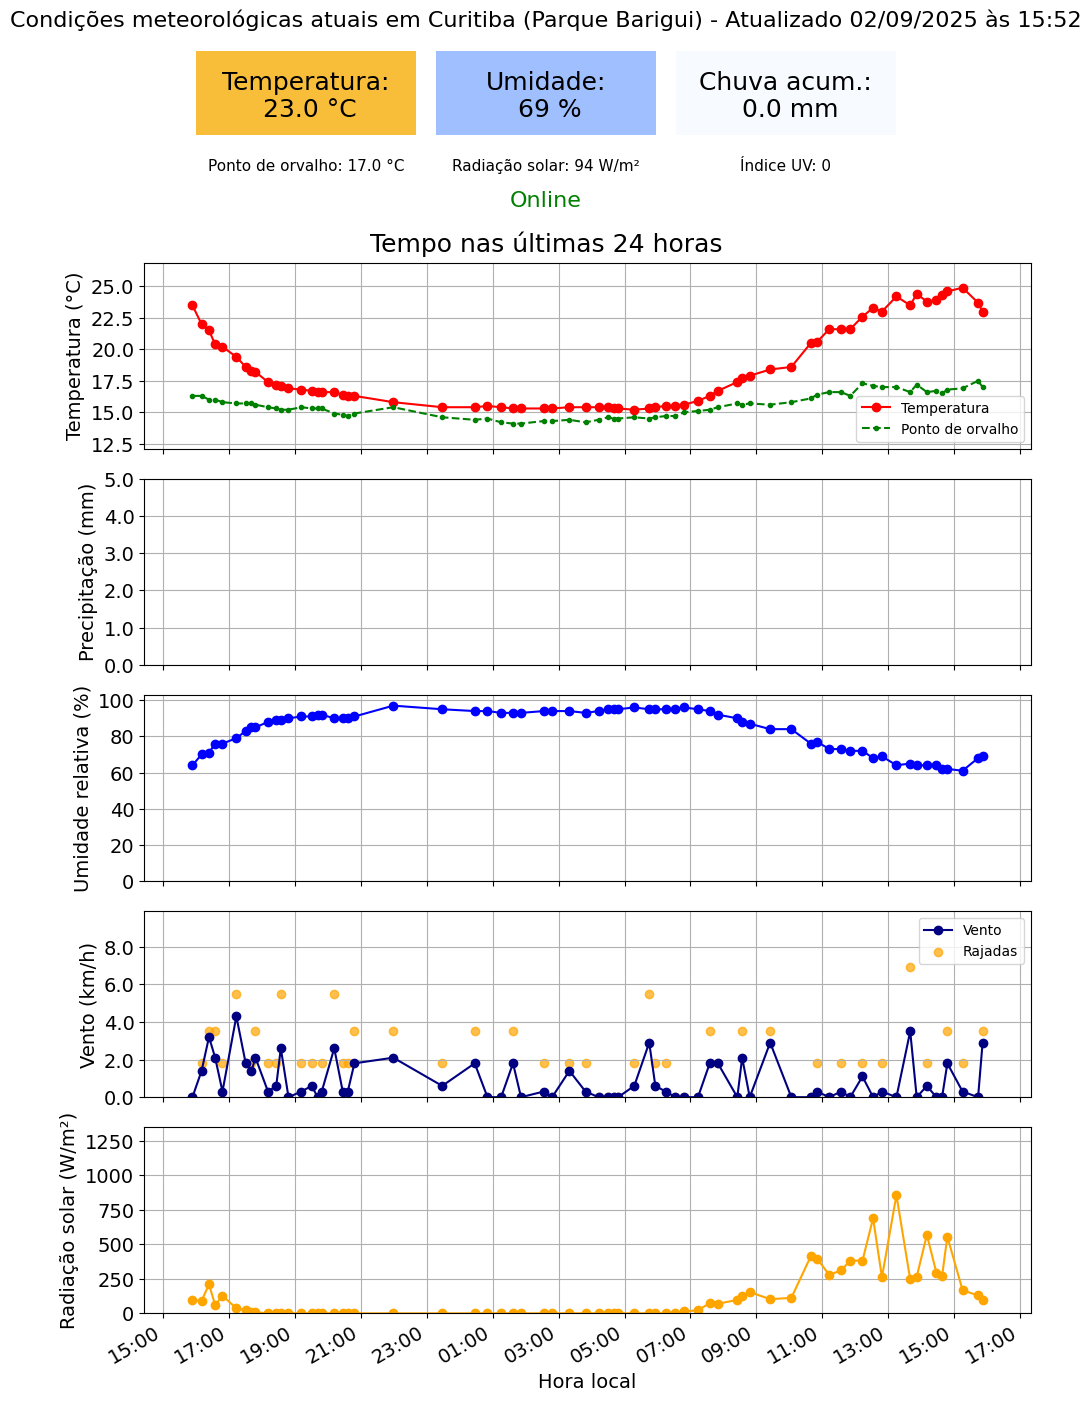 Condições meteorológicas atuais em Curitiba (Parque Barigui) - Atualizado 02/09/2025 às 15:52
Temperatura:
23.0 °C
Umidade:
69 %
Chuva acum.:
0.0 mm
Ponto de orvalho: 17.0 °C
Radiação solar: 94 W/m²
Índice UV: 0
Online
Tempo nas últimas 24 horas
Temperatura (°C)
25.0
22.5
20.0
17.5
15.0
12.5
Temperatura
Ponto de orvalho
Precipitação (mm)
5.0
4.0
3.0
2.0
1.0
0.0
Umidade relativa (%)
100
80
60
40
20
0
Vento (km/h)
8.0
6.0
4.0
2.0
0.0
Vento
Rajadas
Radiação solar (W/m²)
1250
1000
750
500
250
0
15:00
17:00
19:00
21:00
23:00
01:00
03:00
05:00
07:00
09:00
11:00
13:00
15:00
17:00
Hora local